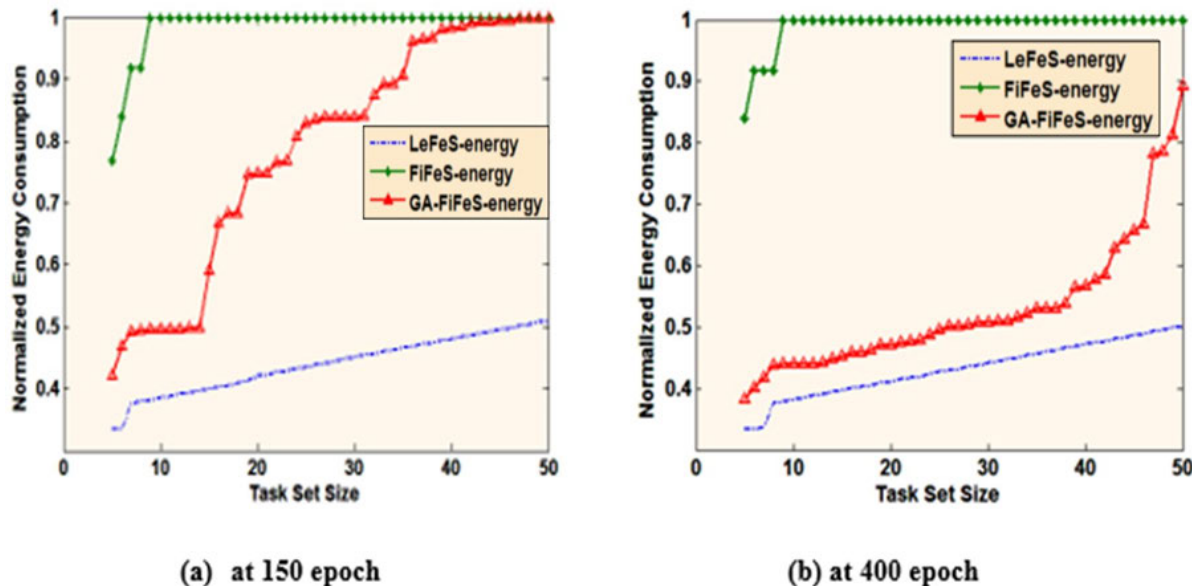 Normalized Energy Consumption
1
0.9
0.8
0.7
0.6
0.5
0.4
0
10
20
30
40
50
Task Set Size
LeFeS-energy
FiFeS-energy
GA-FiFeS-energy
(a) at 150 epoch
Normalized Energy Consumption
1
0.9
0.8
0.7
0.6
0.5
0.4
0
10
20
30
40
50
Task Set Size
LeFeS-energy
FiFeS-energy
GA-FiFeS-energy
(b) at 400 epoch